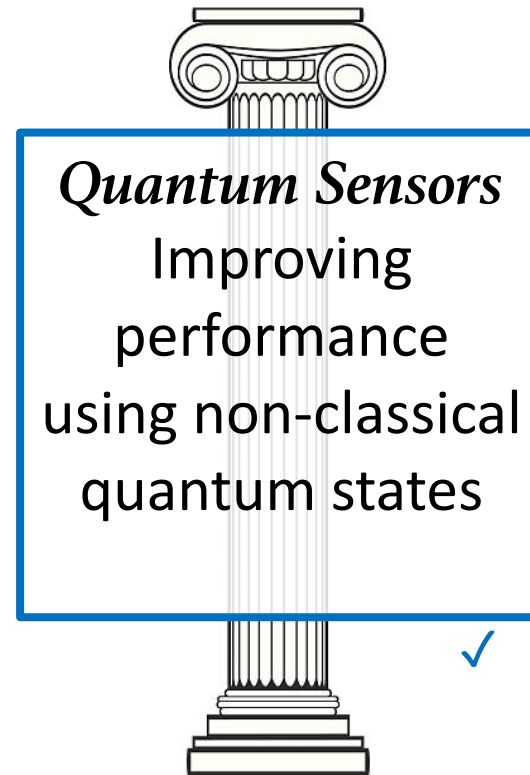 Quantum Sensors
Improving
performance
using non-classical
quantum states
✓